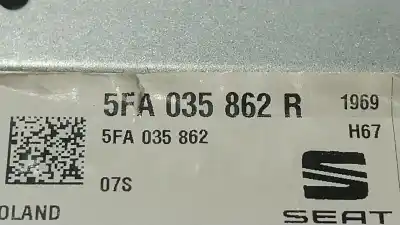 5FA 035 862 R 1969
5FA 035 862 H67
07S
OLAND
SEAT